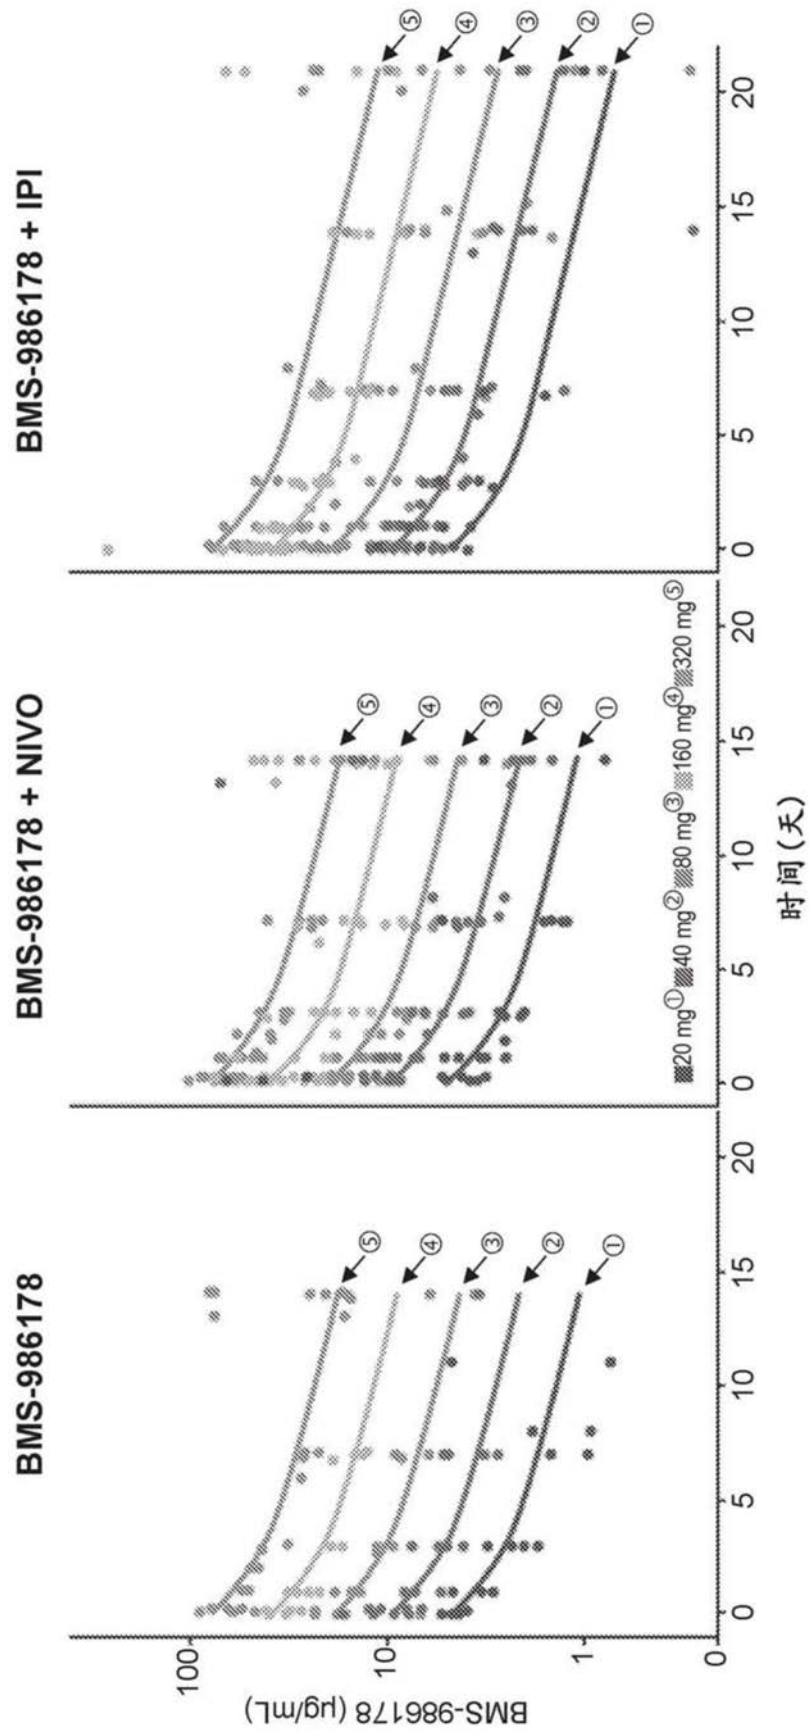 BMS-986178
BMS-986178 + NIVO
BMS-986178 + IPI
BMS-986178 (μg/mL)
100
10
1
0
⑤
④
③
②
①
⑤
④
③
②
①
⑤
④
③
②
①
20 mg① 40 mg② 80 mg③ 160 mg④ 320 mg⑤
0 5 10 15 20
0 5 10 15 20
0 5 10 15 20
时间(天)